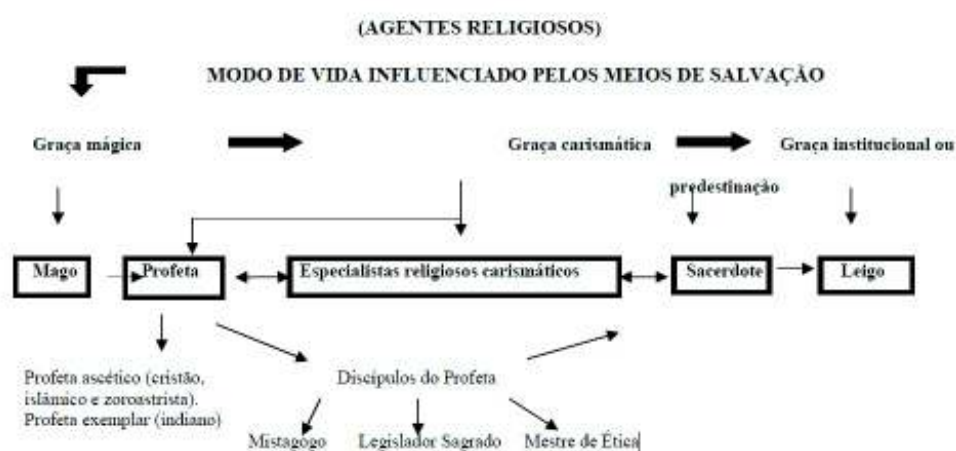 (AGENTES RELIGIOSOS)
MODO DE VIDA INFLUENCIADO PELOS MEIOS DE SALVAÇÃO
Graça mágica Graça carismática Graça institucional ou
predestinação
Mago Profeta Especialistas religiosos carismáticos Sacerdote Leigo
Profeta ascético (cristão,
islâmico e zoroastrista).
Profeta exemplar (indiano)
Discípulos do Profeta
Mistagogo Legislador Sagrado Mestre de Ética